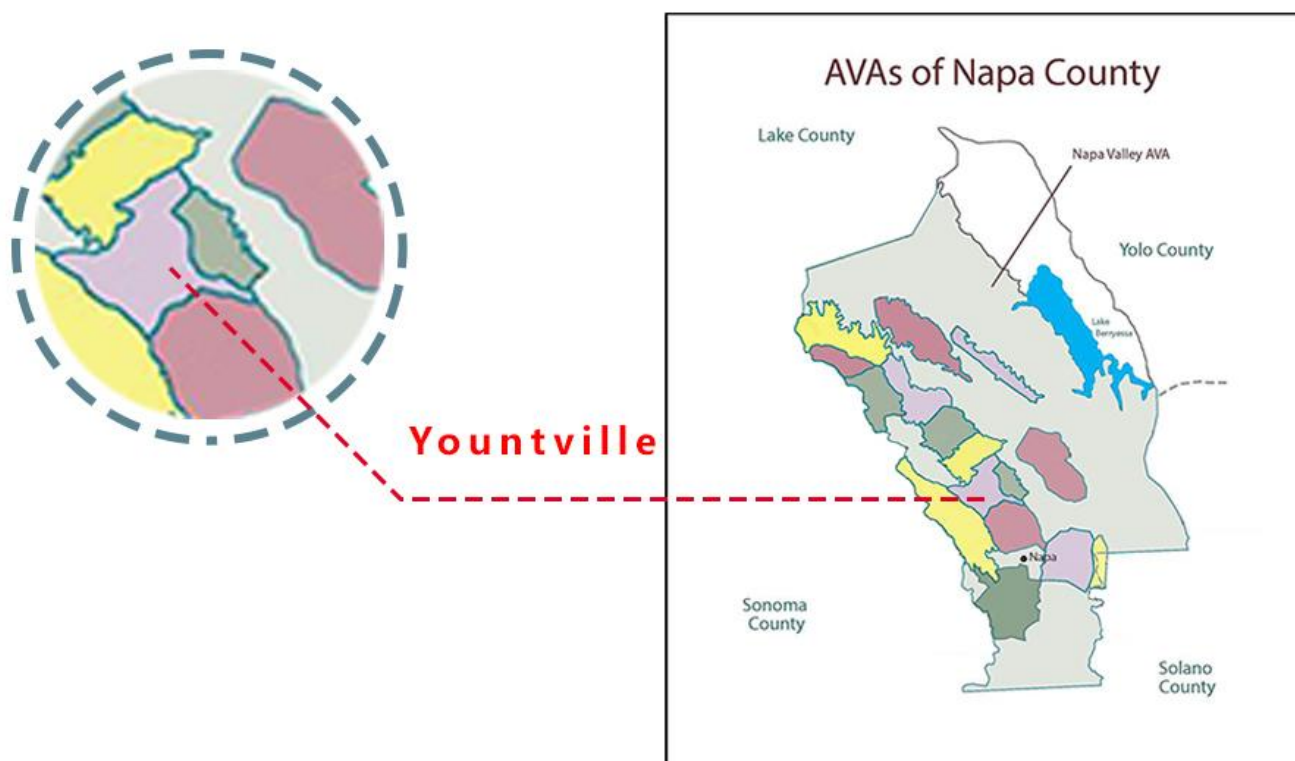 AVAs of Napa County
Lake County
Napa Valley AVA
Yolo County
Lake
Berryessa
Yountville
Napa
Sonoma
County
Solano
County